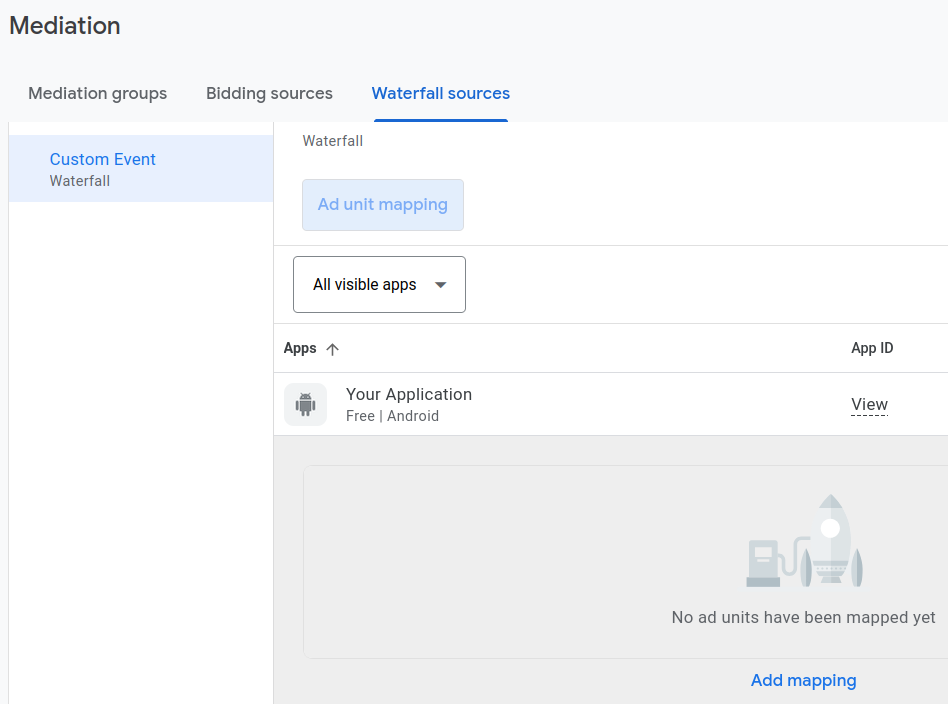 Mediation
Mediation groups
Bidding sources
Waterfall sources
Custom Event
Waterfall
Waterfall
Ad unit mapping
All visible apps
Apps
App ID
Your Application
Free | Android
View
No ad units have been mapped yet
Add mapping